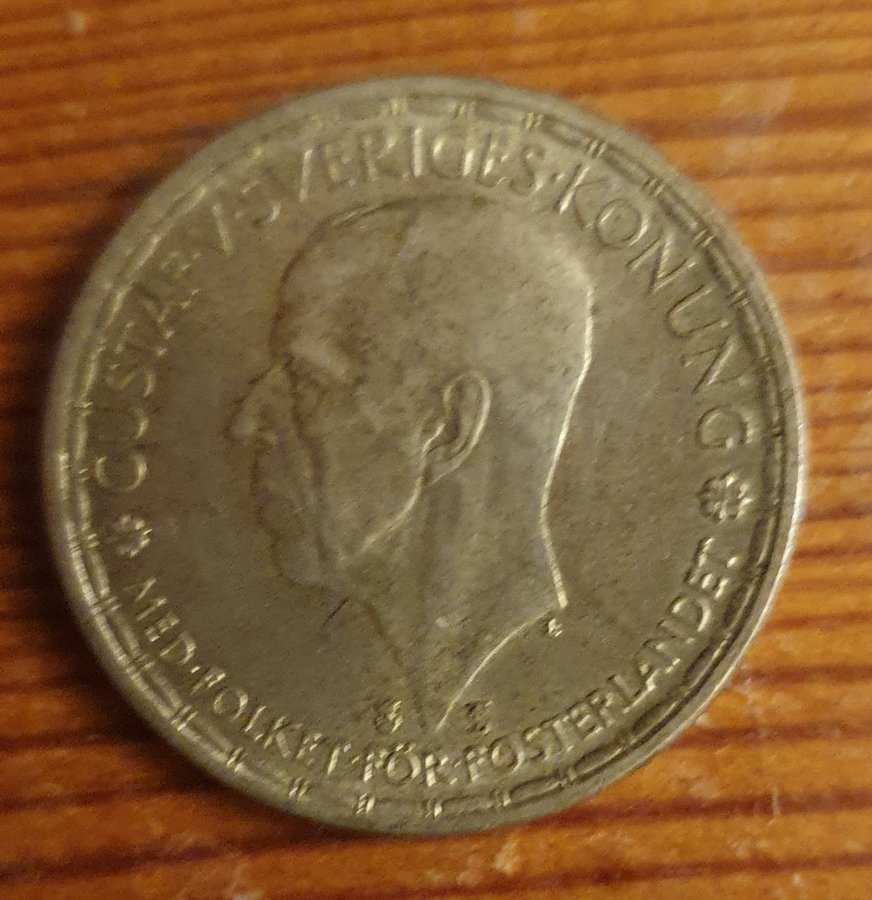 GUSTAF·V·SVERIGES·KONUNG
MED·FOLKET·FÖR·FOSTERLANDET